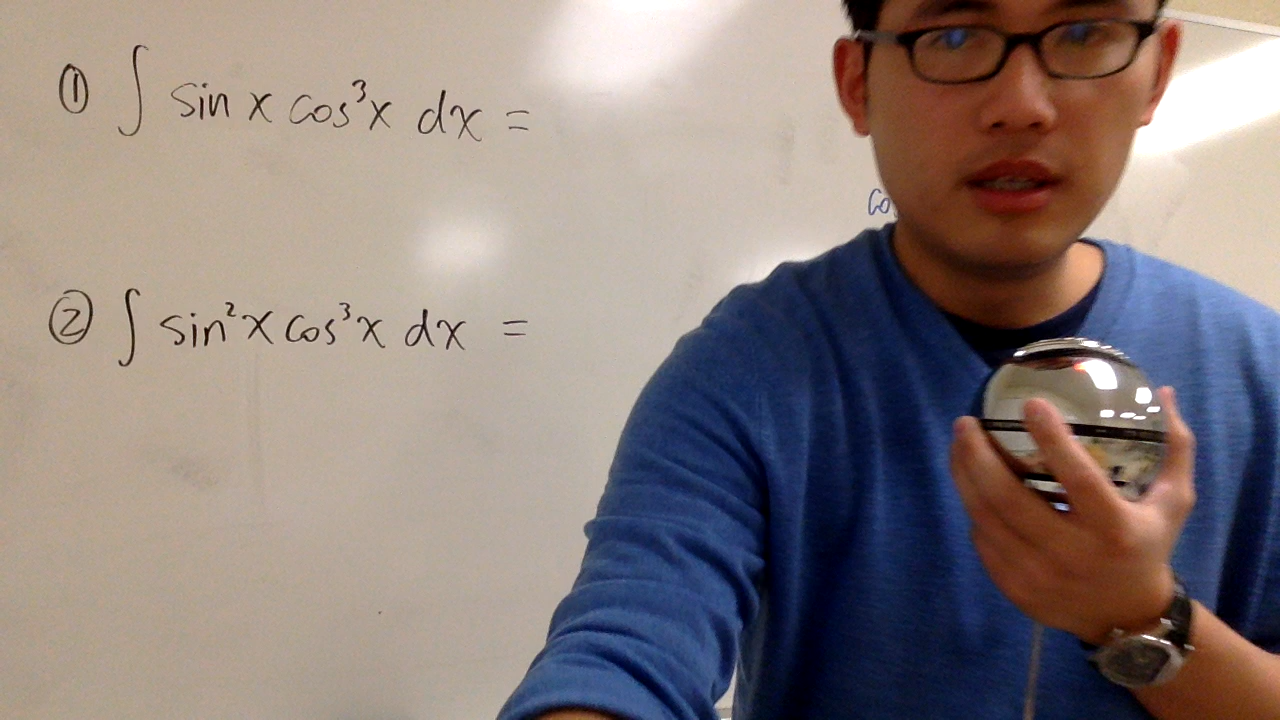 ① ∫ sin x cos³x dx =
② ∫ sin²x cos³x dx =